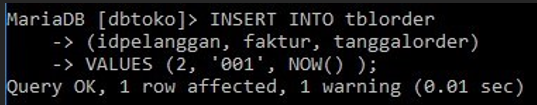 MariaDB [dbtoko]> INSERT INTO tblorder
    -> (idpelanggan, faktur, tanggalorder)
    -> VALUES (2, '001', NOW() );
Query OK, 1 row affected, 1 warning (0.01 sec)